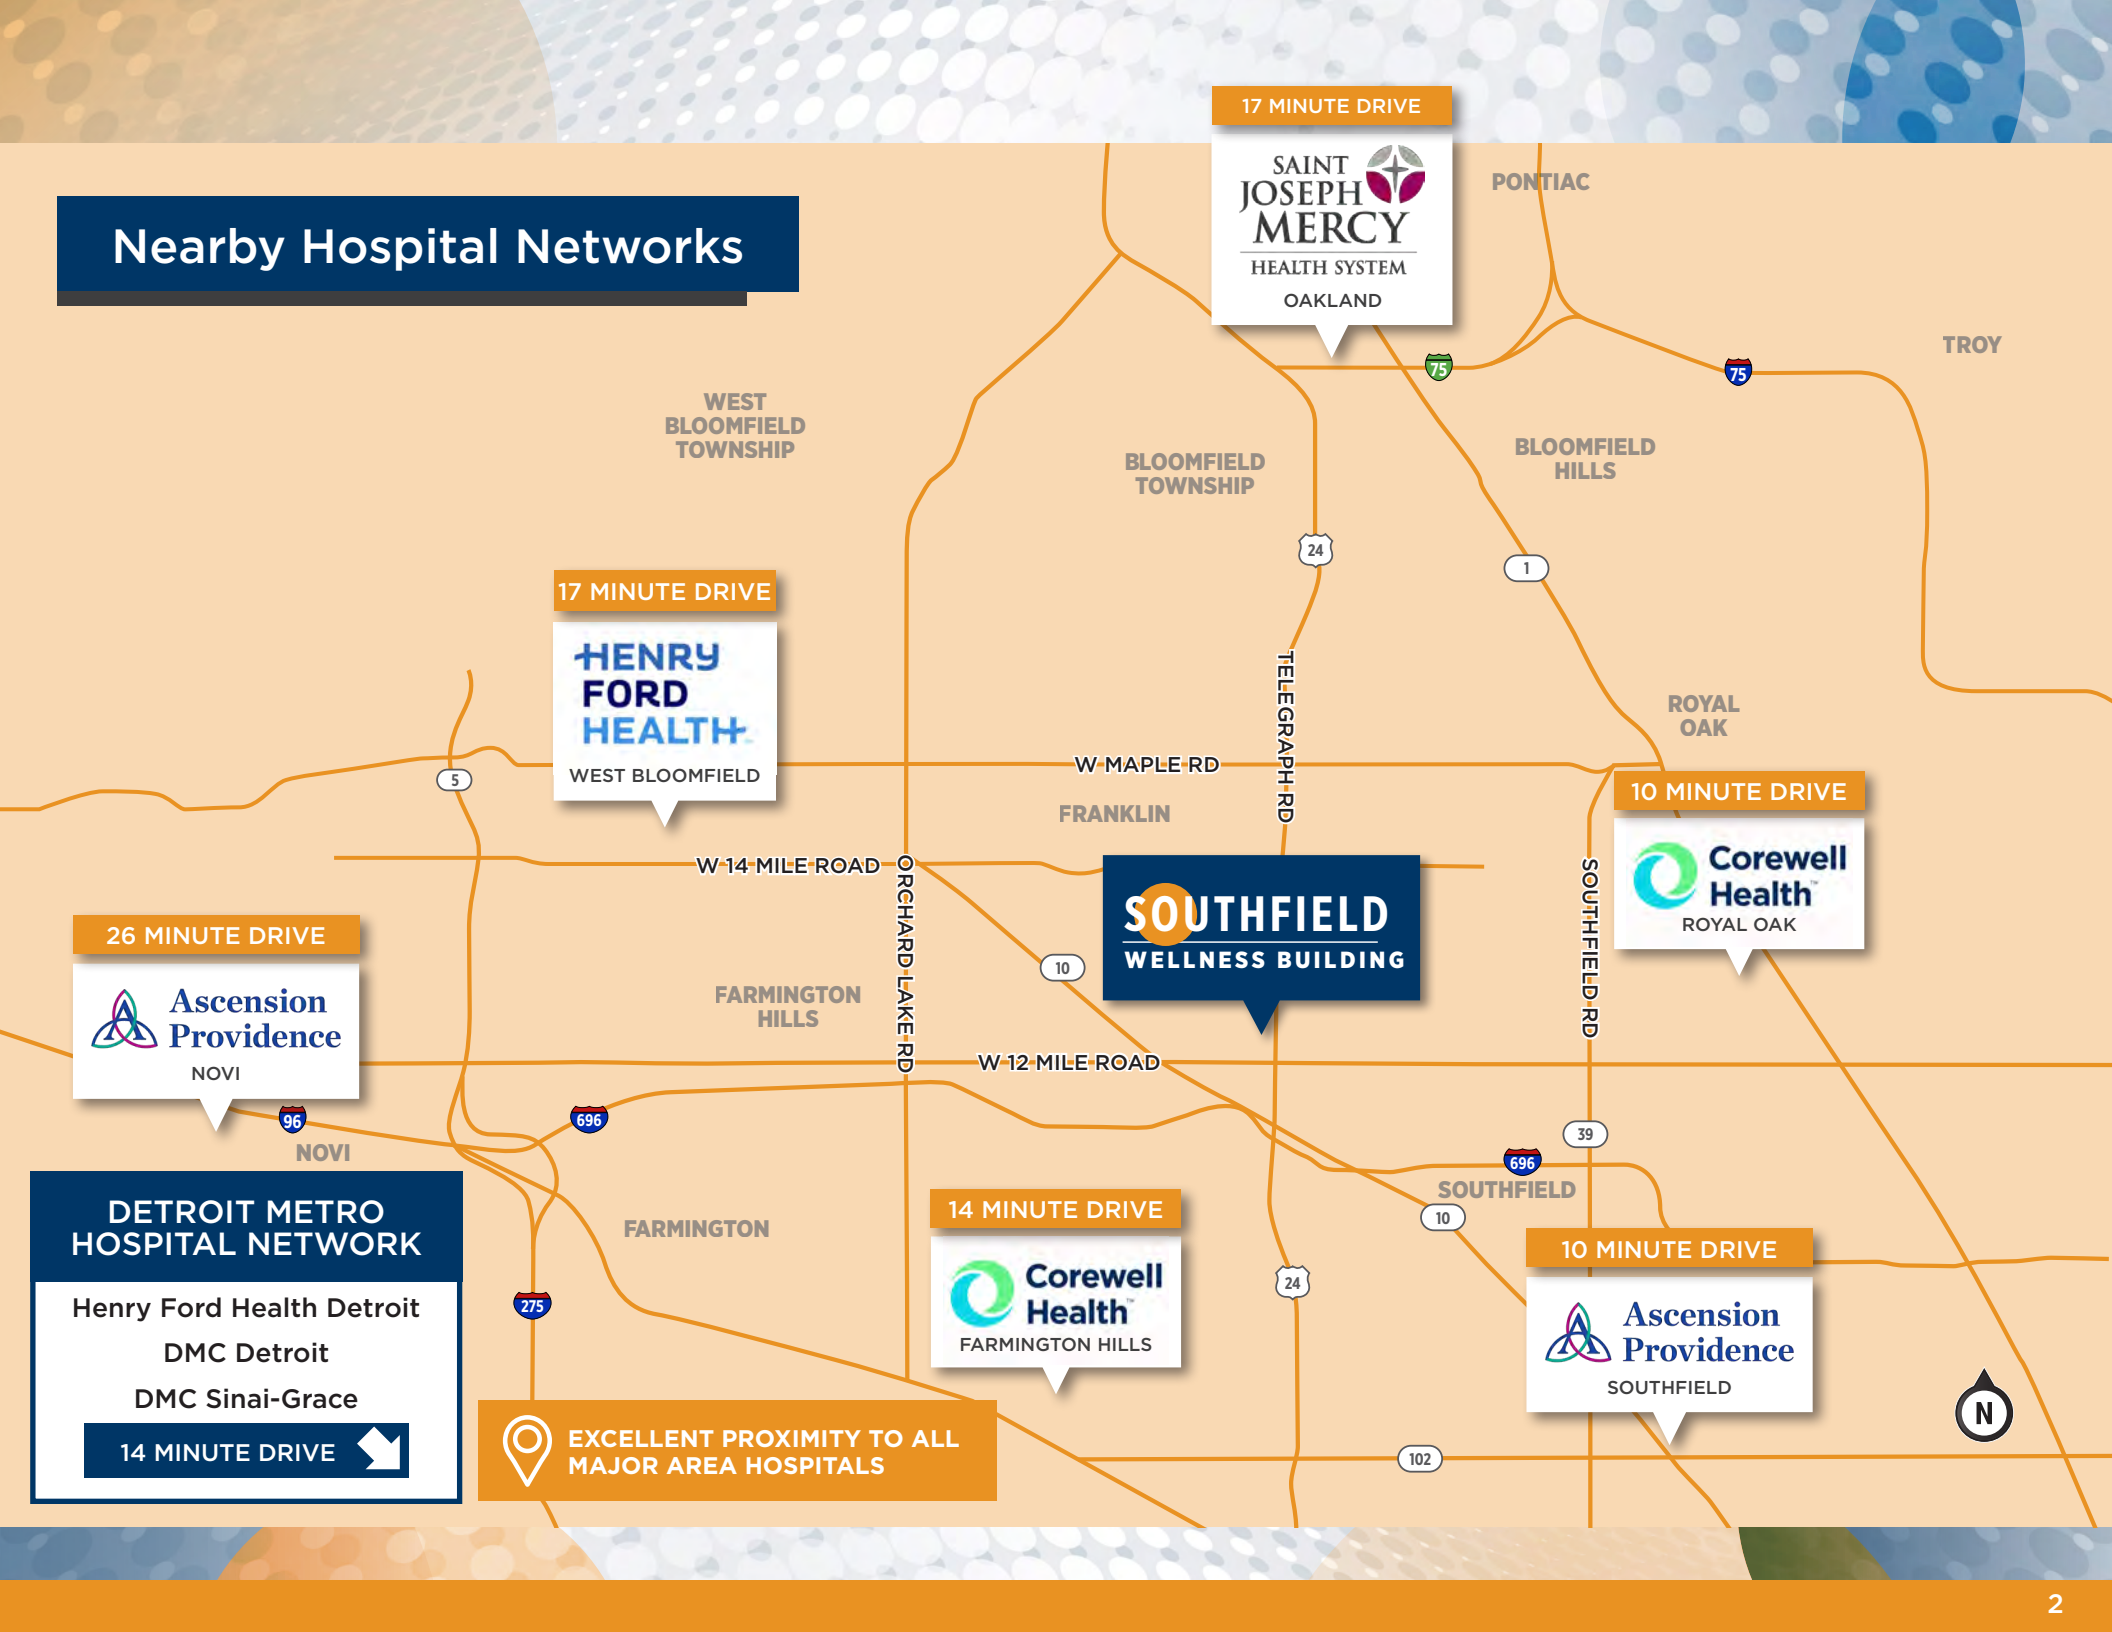 17 MINUTE DRIVE
SAINT
JOSEPH
MERCY
HEALTH SYSTEM
OAKLAND
PONTIAC
Nearby Hospital Networks
TROY
75
75
WEST
BLOOMFIELD
TOWNSHIP
BLOOMFIELD
TOWNSHIP
BLOOMFIELD
HILLS
24
1
17 MINUTE DRIVE
HENRY
FORD
HEALTH
WEST BLOOMFIELD
TELEGRAPH RD
ROYAL
OAK
5
W MAPLE RD
FRANKLIN
10 MINUTE DRIVE
Corewell
Health™
ROYAL OAK
W 14 MILE ROAD
ORCHARD LAKE RD
SOUTHFIELD
WELLNESS BUILDING
SOUTHFIELD RD
26 MINUTE DRIVE
Ascension
Providence
NOVI
10
FARMINGTON
HILLS
W 12 MILE ROAD
96
696
NOVI
39
696
SOUTHFIELD
10
DETROIT METRO
HOSPITAL NETWORK
Henry Ford Health Detroit
DMC Detroit
DMC Sinai-Grace
14 MINUTE DRIVE
FARMINGTON
275
14 MINUTE DRIVE
Corewell
Health™
FARMINGTON HILLS
24
10 MINUTE DRIVE
Ascension
Providence
SOUTHFIELD
N
EXCELLENT PROXIMITY TO ALL
MAJOR AREA HOSPITALS
102
2